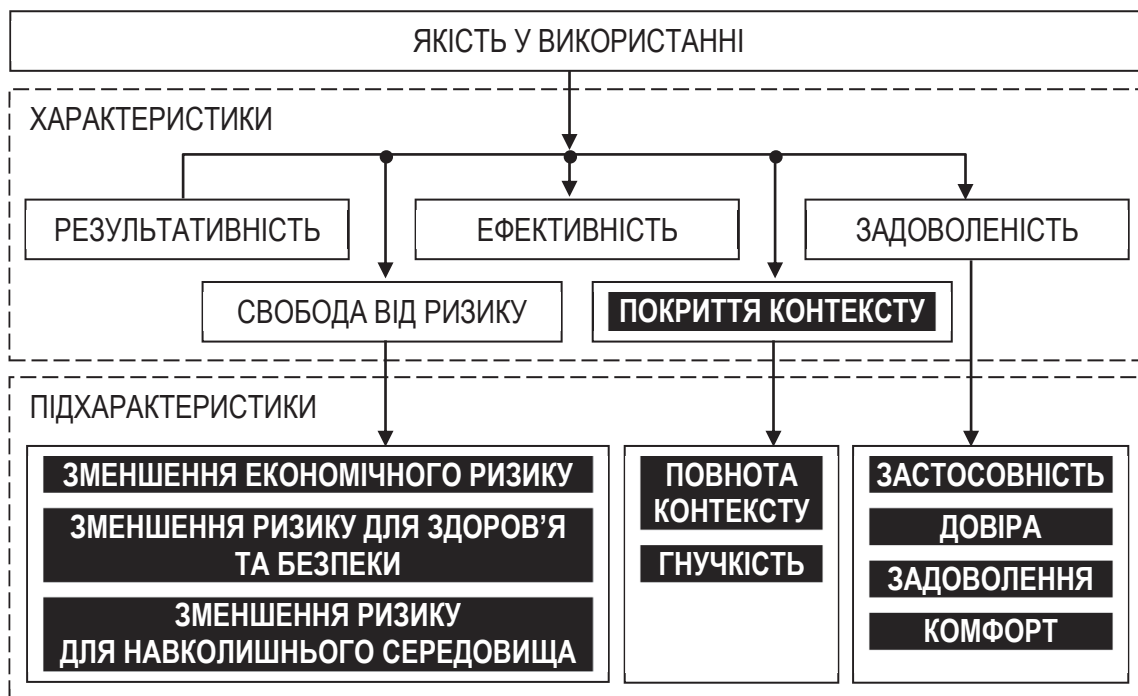 ЯКІСТЬ У ВИКОРИСТАННІ
ХАРАКТЕРИСТИКИ
РЕЗУЛЬТАТИВНІСТЬ
ЕФЕКТИВНІСТЬ
ЗАДОВОЛЕНІСТЬ
СВОБОДА ВІД РИЗИКУ
ПОКРИТТЯ КОНТЕКСТУ
ПІДХАРАКТЕРИСТИКИ
ЗМЕНШЕННЯ ЕКОНОМІЧНОГО РИЗИКУ
ЗМЕНШЕННЯ РИЗИКУ ДЛЯ ЗДОРОВ’Я
ТА БЕЗПЕКИ
ЗМЕНШЕННЯ РИЗИКУ
ДЛЯ НАВКОЛИШНЬОГО СЕРЕДОВИЩА
ПОВНОТА
КОНТЕКСТУ
ГНУЧКІСТЬ
ЗАСТОСОВНІСТЬ
ДОВІРА
ЗАДОВОЛЕННЯ
КОМФОРТ